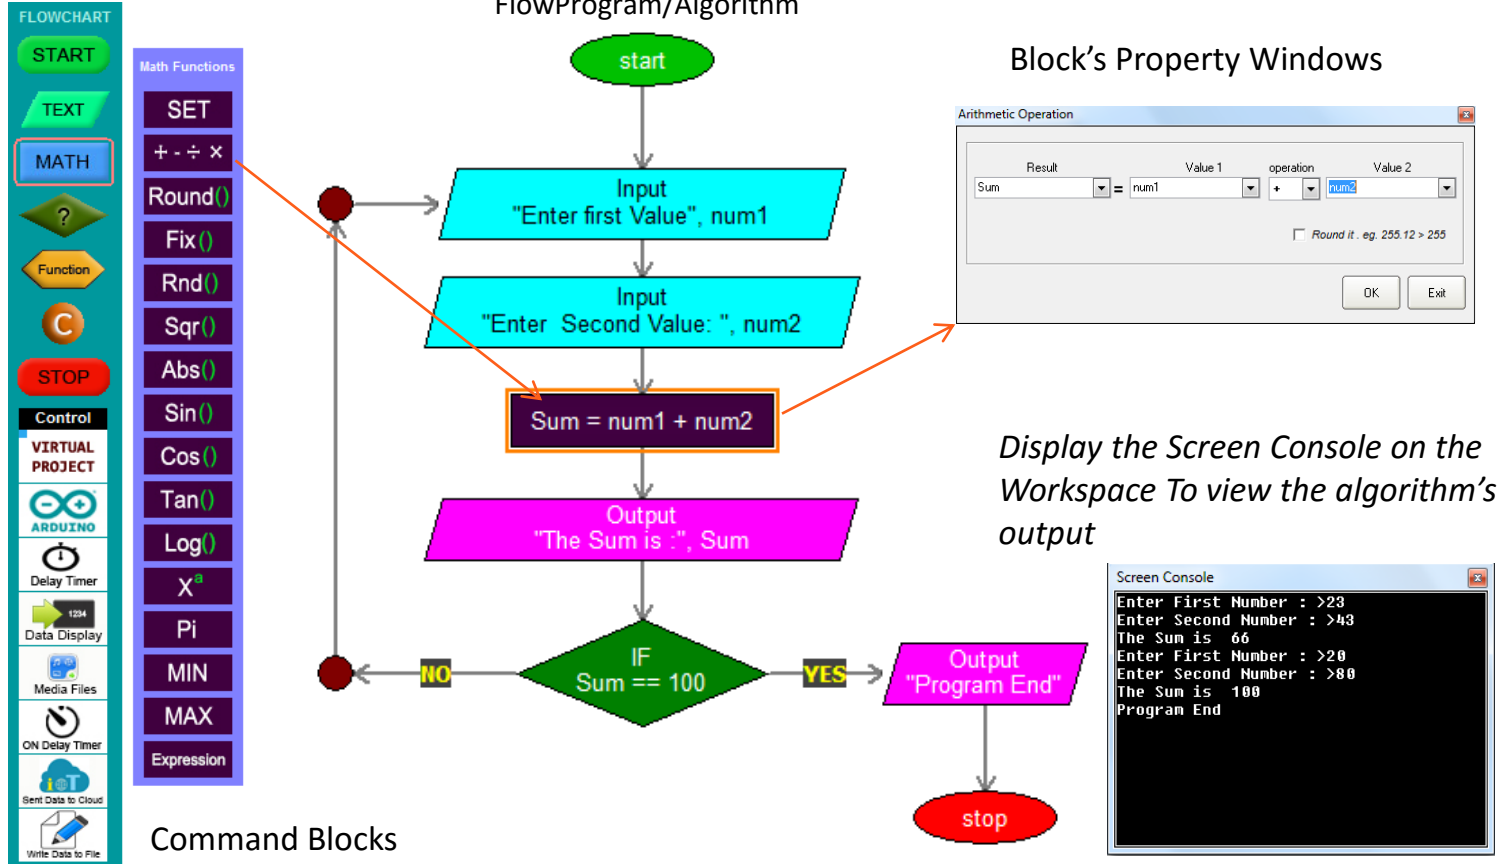 FLOWCHART
START
TEXT
MATH
?
Function
C
STOP
Control
VIRTUAL
PROJECT
ARDUINO
Delay Timer
1234
Data Display
Media Files
ON Delay Timer
iOT
Sent Data to Cloud
Write Data to File
Math Functions
SET
+ - ÷ ×
Round()
Fix()
Rnd()
Sqr()
Abs()
Sin()
Cos()
Tan()
Log()
Xª
Pi
MIN
MAX
Expression
Command Blocks
FlowProgram/Algorithm
start
Input
"Enter first Value", num1
Input
"Enter  Second Value: ", num2
Sum = num1 + num2
Output
"The Sum is :", Sum
IF
Sum == 100
NO
YES
Output
"Program End"
stop
Block’s Property Windows
Arithmetic Operation
Result Value 1 operation Value 2
Sum = num1 + num2
Round it . eg. 255.12 > 255
OK Exit
Display the Screen Console on the
Workspace To view the algorithm’s
output
Screen Console
Enter First Number : >23
Enter Second Number : >43
The Sum is  66
Enter First Number : >20
Enter Second Number : >80
The Sum is  100
Program End